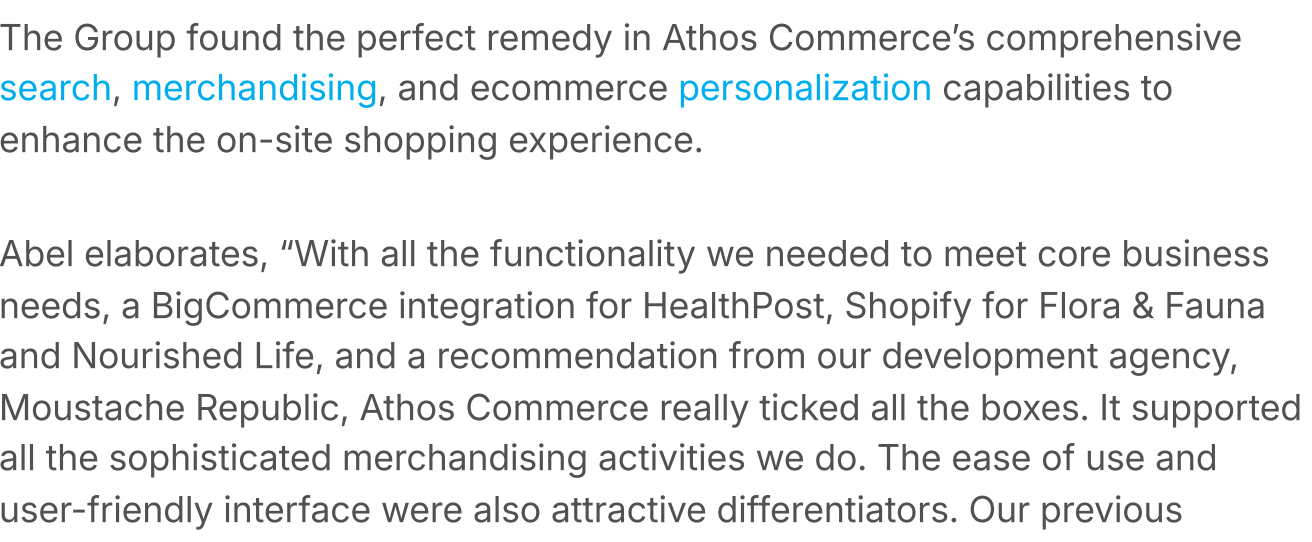 The Group found the perfect remedy in Athos Commerce’s comprehensive
search, merchandising, and ecommerce personalization capabilities to
enhance the on-site shopping experience.
Abel elaborates, “With all the functionality we needed to meet core business
needs, a BigCommerce integration for HealthPost, Shopify for Flora & Fauna
and Nourished Life, and a recommendation from our development agency,
Moustache Republic, Athos Commerce really ticked all the boxes. It supported
all the sophisticated merchandising activities we do. The ease of use and
user-friendly interface were also attractive differentiators. Our previous